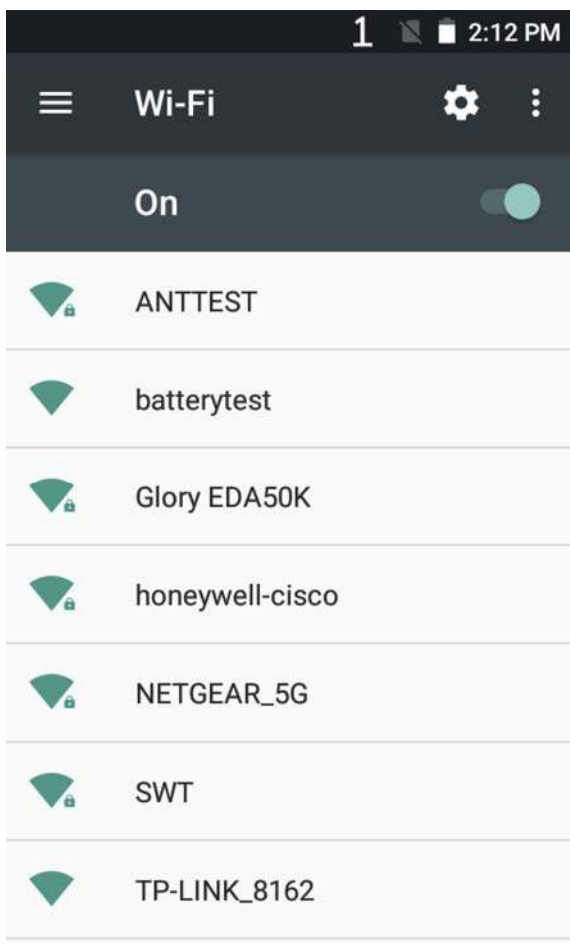 1 2:12 PM
Wi-Fi
On
ANTTEST
batterytest
Glory EDA50K
honeywell-cisco
NETGEAR_5G
SWT
TP-LINK_8162